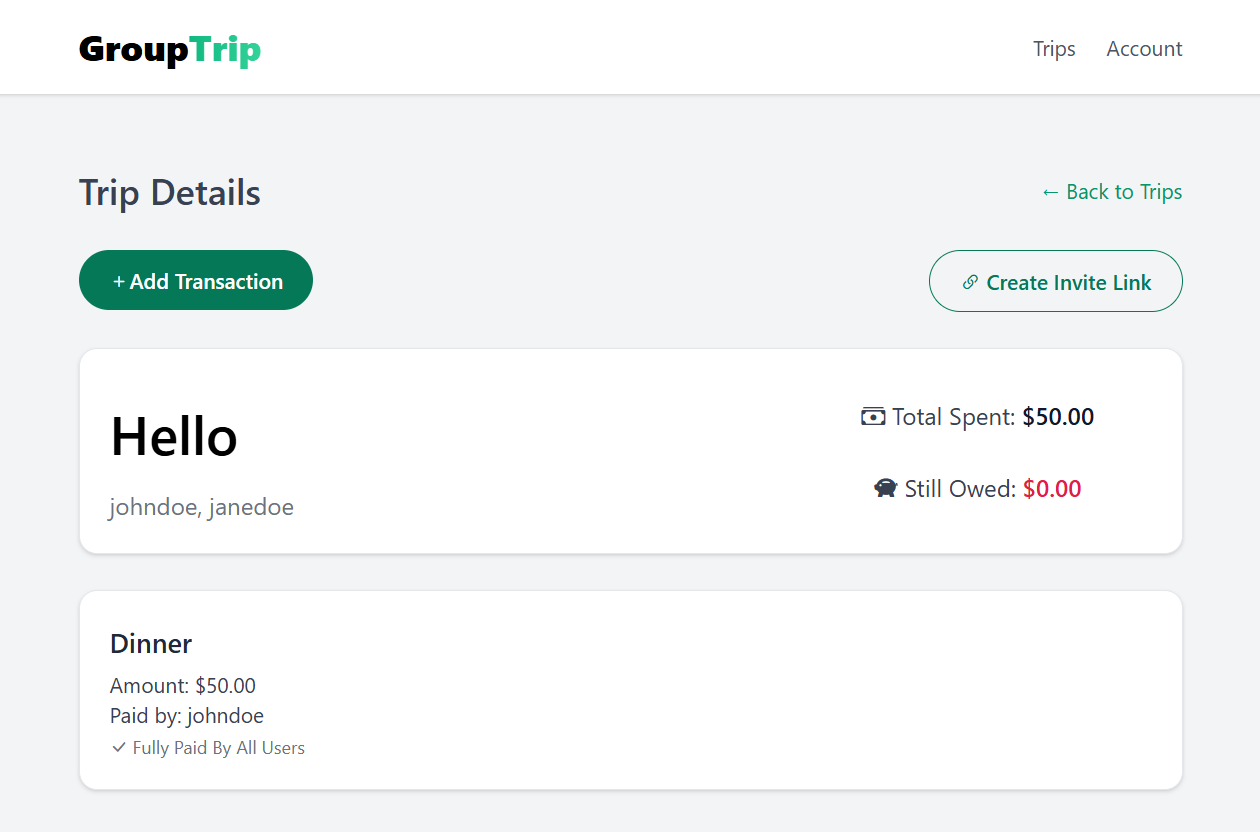 GroupTrip
Trips Account
Trip Details
← Back to Trips
+ Add Transaction
Create Invite Link
Hello
johndoe, janedoe
Total Spent: $50.00
Still Owed: $0.00
Dinner
Amount: $50.00
Paid by: johndoe
✓ Fully Paid By All Users